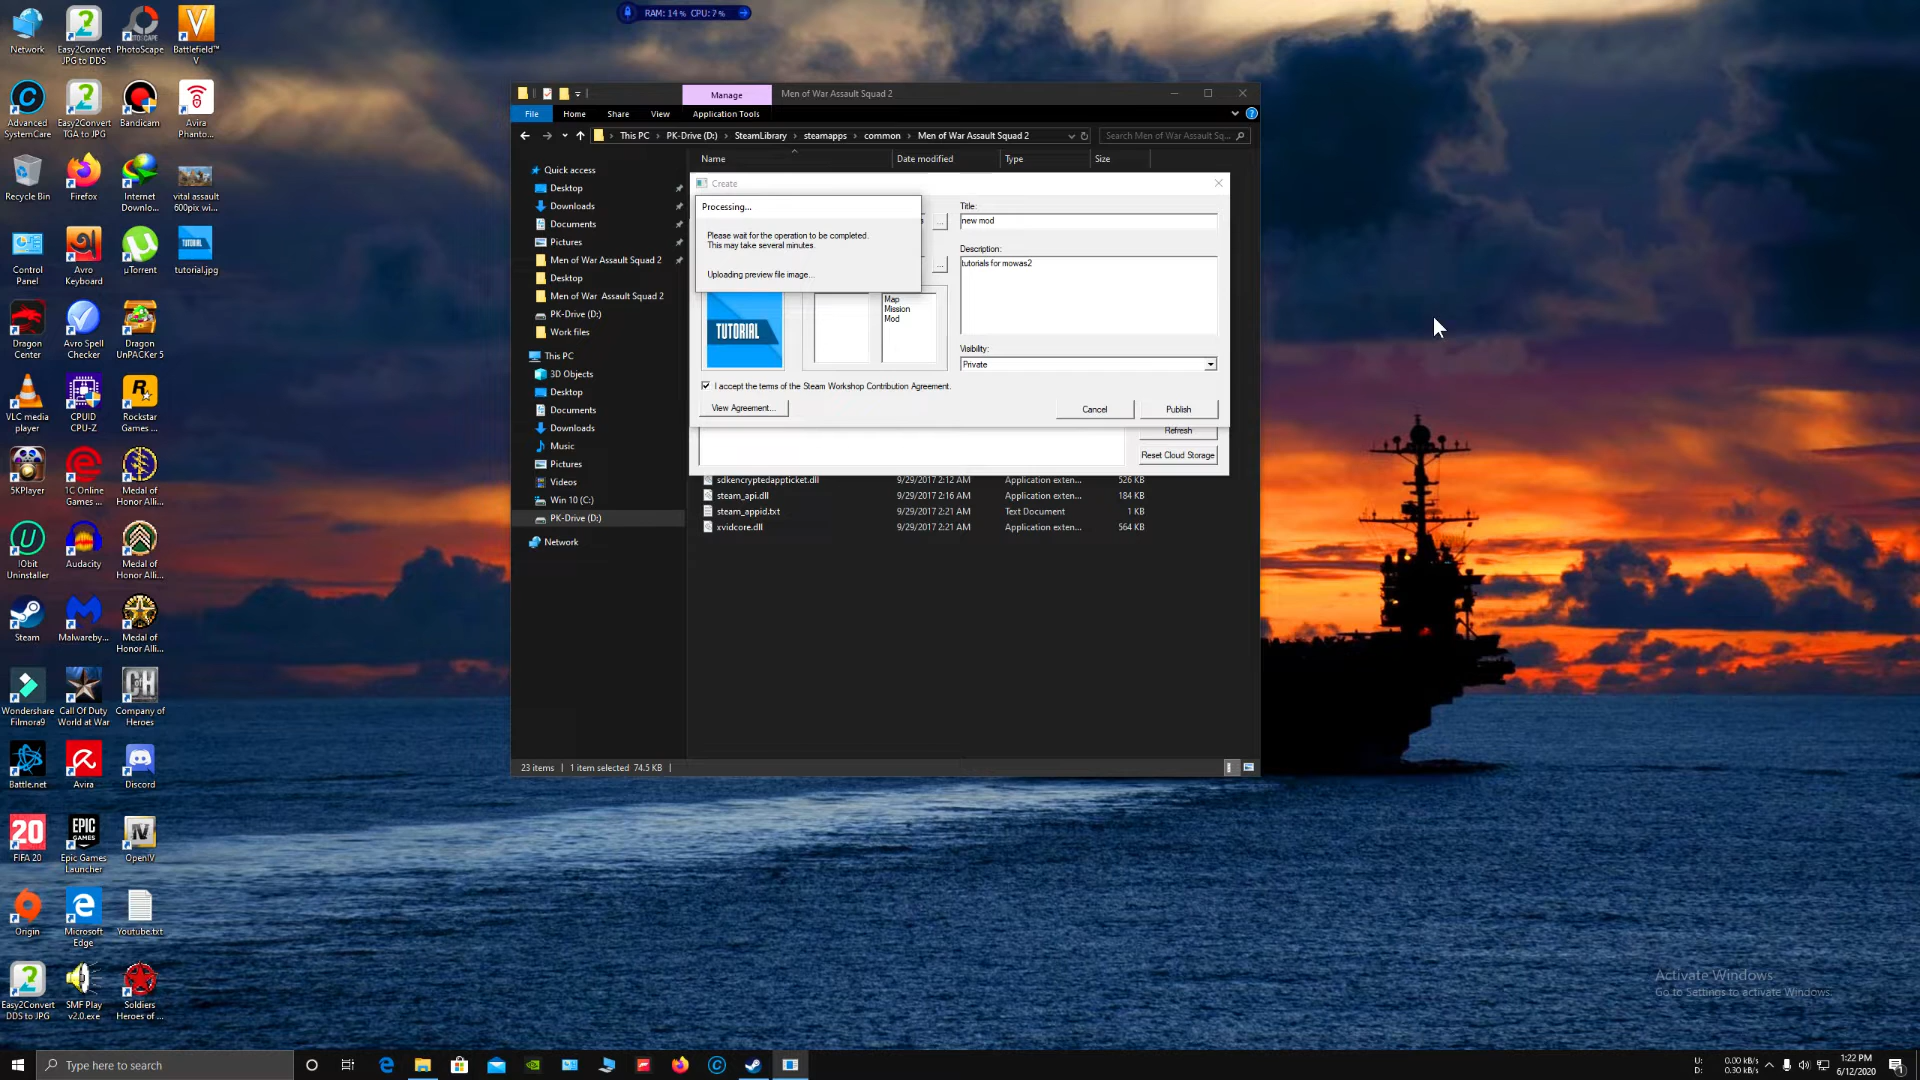 RAM: 14 % CPU: 7 %
Network
Easy2Convert JPG to DDS
PhotoScape
Battlefield™ V
Advanced SystemCare
Easy2Convert TGA to JPG
Bandicam
Avira Phanto...
Recycle Bin
Firefox
Internet Downlo...
vital assault 600pix wi...
Control Panel
Avro Keyboard
µTorrent
tutorial.jpg
Dragon Center
Avro Spell Checker
Dragon UnPACKer 5
VLC media player
CPUID CPU-Z
Rockstar Games ...
5KPlayer
1C Online Games ...
Medal of Honor Alli...
IObit Uninstaller
Audacity
Medal of Honor Alli...
Steam
Malwareby...
Medal of Honor Alli...
Wondershare Filmora9
Call Of Duty World at War
Company of Heroes
Battle.net
Avira
Discord
FIFA 20
Epic Games Launcher
OpenIV
Origin
Microsoft Edge
Youtube.txt
Easy2Convert DDS to JPG
SMF Play v2.0.exe
Soldiers Heroes of ...
Manage
Men of War Assault Squad 2
File
Home
Share
View
Application Tools
This PC › PK-Drive (D:) › SteamLibrary › steamapps › common › Men of War Assault Squad 2
Search Men of War Assault Sq...
Name
Date modified
Type
Size
Quick access
Desktop
Downloads
Documents
Pictures
Men of War Assault Squad 2
Desktop
Men of War Assault Squad 2
PK-Drive (D:)
Work files
This PC
3D Objects
Desktop
Documents
Downloads
Music
Pictures
Videos
Win 10 (C:)
PK-Drive (D:)
Network
Create
Processing...
Please wait for the operation to be completed.
This may take several minutes.
Uploading preview file image...
Title:
new mod
Description:
tutorials for mowas2
Map
Mission
Mod
TUTORIAL
Visibility:
Private
I accept the terms of the Steam Workshop Contribution Agreement.
View Agreement...
Cancel
Publish
Refresh
Reset Cloud Storage
sdkencryptedappticket.dll 9/29/2017 2:12 AM Application exten... 526 KB
steam_api.dll 9/29/2017 2:16 AM Application exten... 184 KB
steam_appid.txt 9/29/2017 2:21 AM Text Document 1 KB
xvidcore.dll 9/29/2017 2:21 AM Application exten... 564 KB
23 items
1 item selected 74.5 KB
Activate Windows
Go to Settings to activate Windows.
Type here to search
U: 0.00 kB/s
D: 0.30 kB/s
1:22 PM
6/12/2020